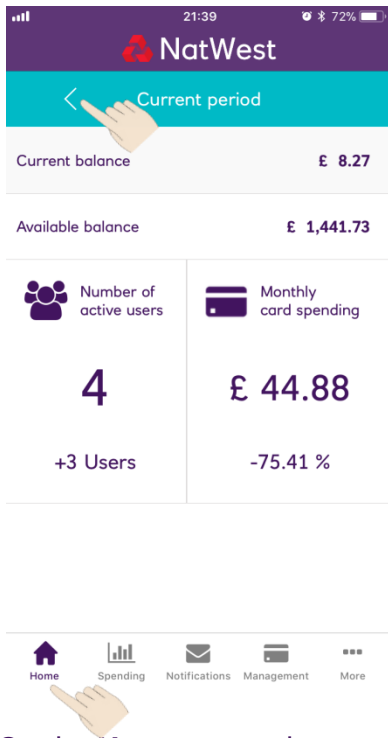 21:39
72%
NatWest
Current period
Current balance £ 8.27
Available balance £ 1,441.73
Number of
active users
Monthly
card spending
4
£ 44.88
+3 Users
-75.41 %
Home Spending Notifications Management More